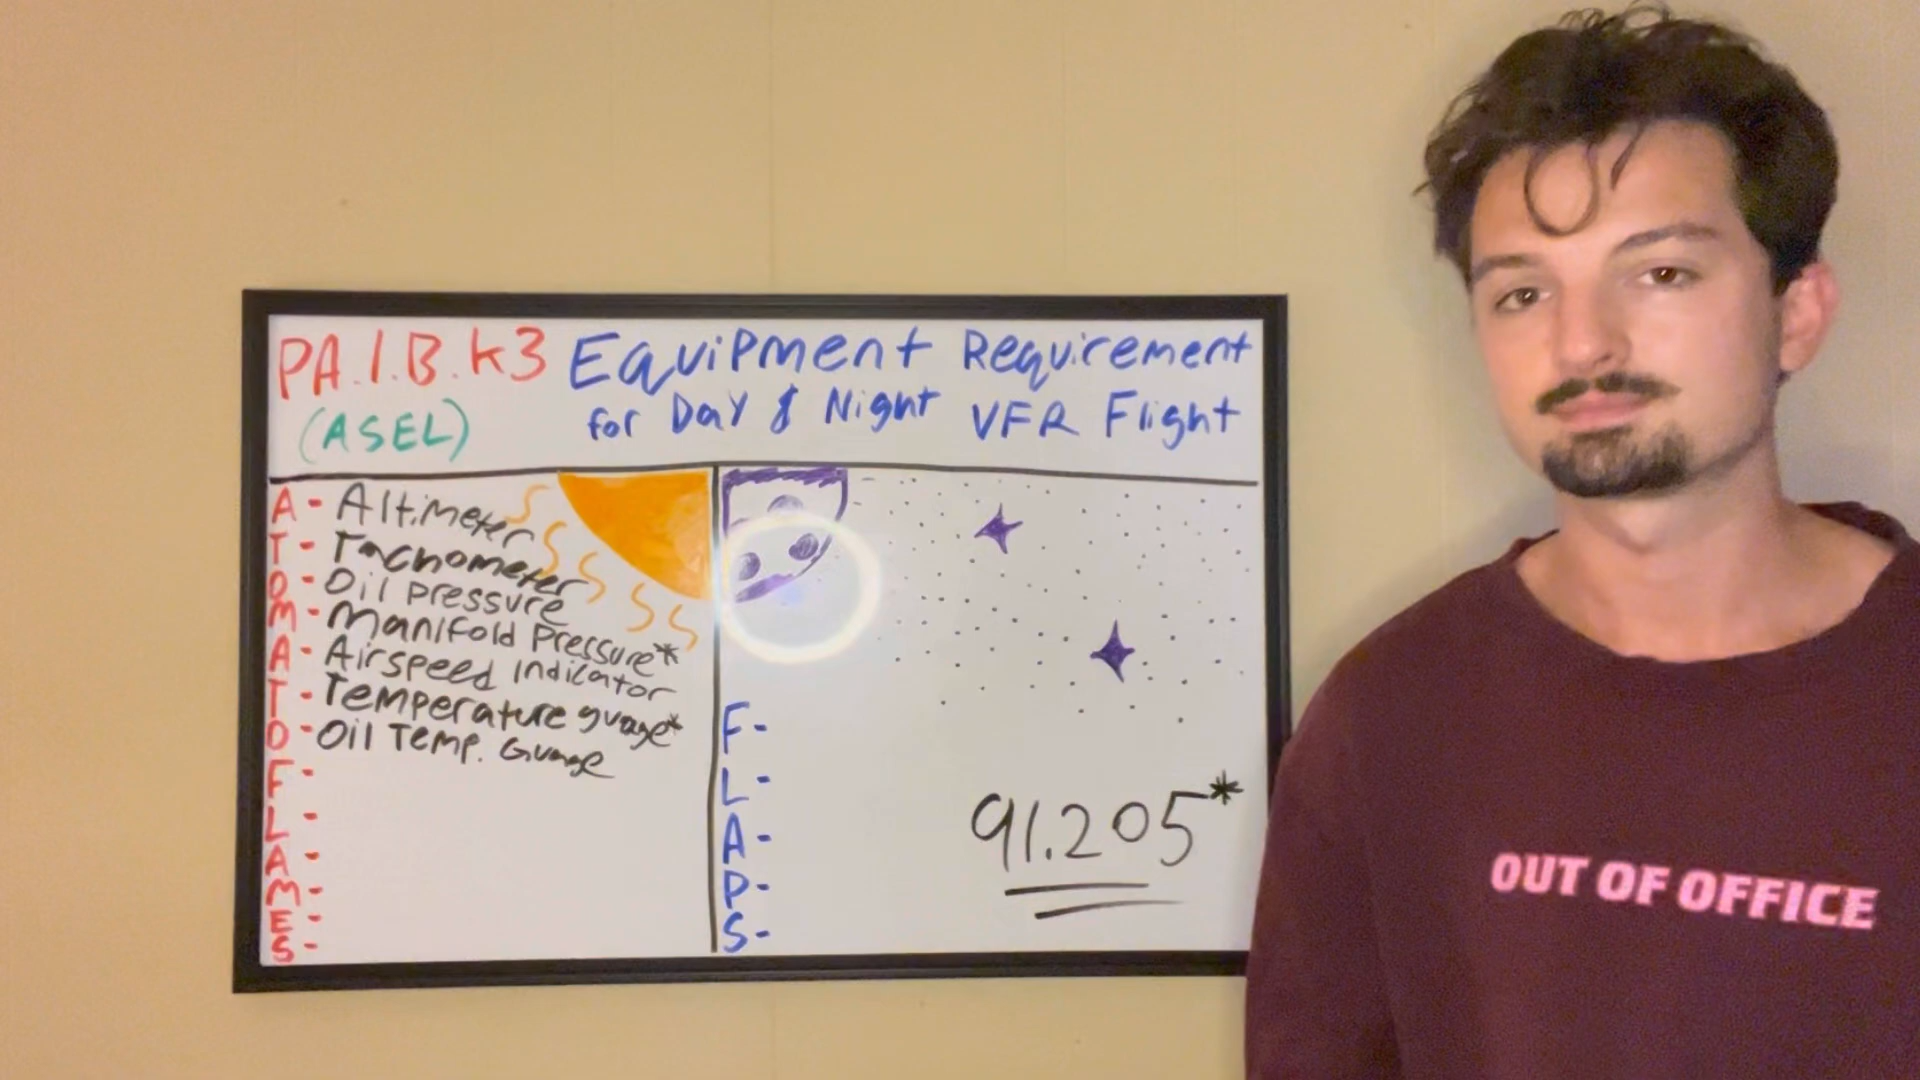 PA.I.B.K3 Equipment Requirement
(ASEL) for Day & Night VFR Flight
A - Altimeter
T - Tachometer
O - Oil pressure
M - Manifold Pressure*
A - Airspeed Indicator
T - Temperature guage*
O - Oil Temp. Guage
F -
L -
A -
M -
E -
S -
F -
L -
A -
P -
S -
91.205*
OUT OF OFFICE